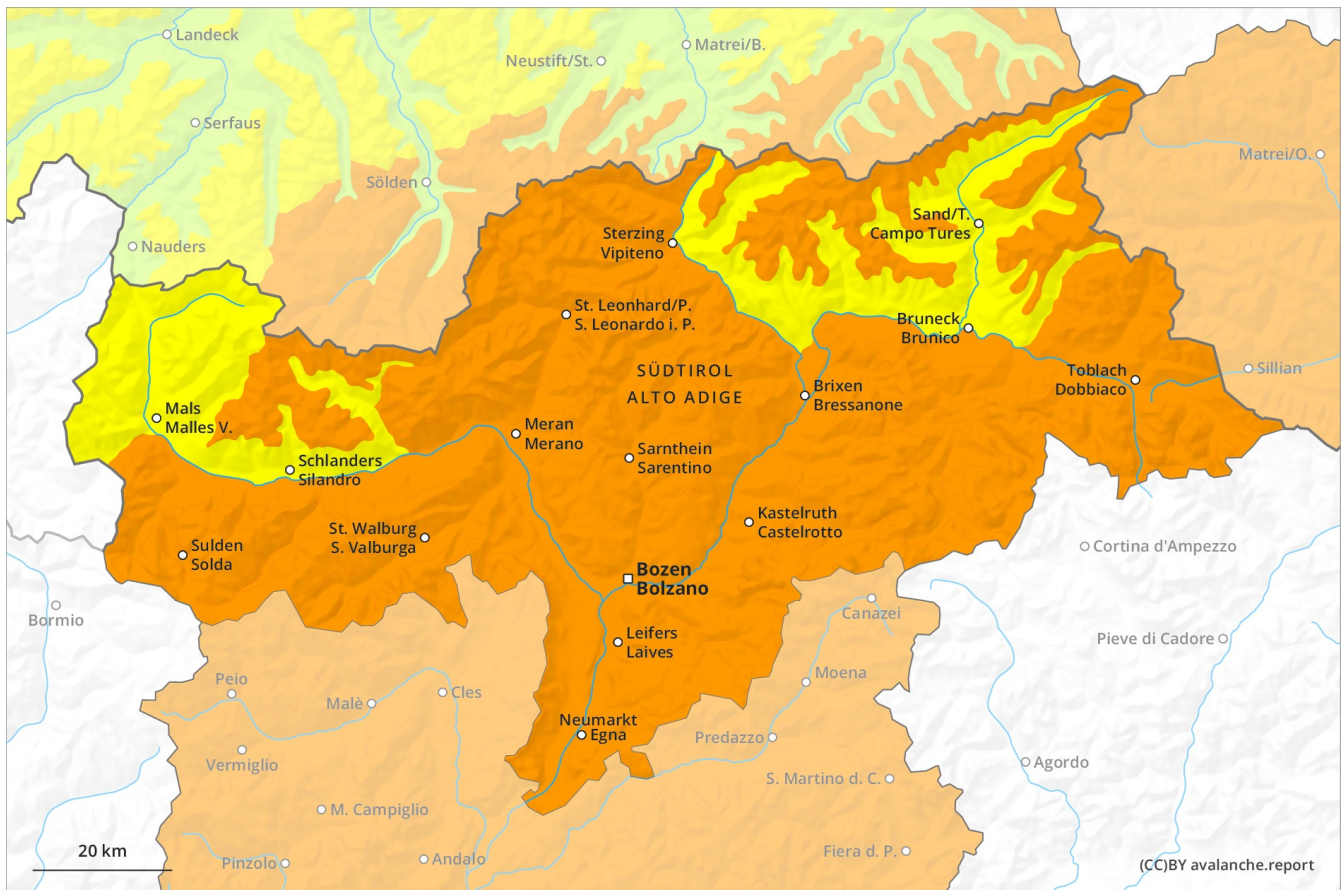 Landeck
Matrei/B.
Neustift/St.
Serfaus
Matrei/O.
Sölden
Nauders
Sand/T.
Campo Tures
Sterzing
Vipiteno
St. Leonhard/P.
S. Leonardo i. P.
Bruneck
Brunico
SÜDTIROL
ALTO ADIGE
Toblach
Dobbiaco
Sillian
Brixen
Bressanone
Mals
Malles V.
Meran
Merano
Sarnthein
Sarentino
Schlanders
Silandro
Kastelruth
Castelrotto
St. Walburg
S. Valburga
Sulden
Solda
Cortina d'Ampezzo
Bozen
Bolzano
Bormio
Canazei
Leifers
Laives
Pieve di Cadore
Moena
Peio
Malè
Cles
Neumarkt
Egna
Predazzo
Vermiglio
Agordo
S. Martino d. C.
M. Campiglio
20 km
Pinzolo
Andalo
Fiera d. P.
(CC)BY avalanche.report